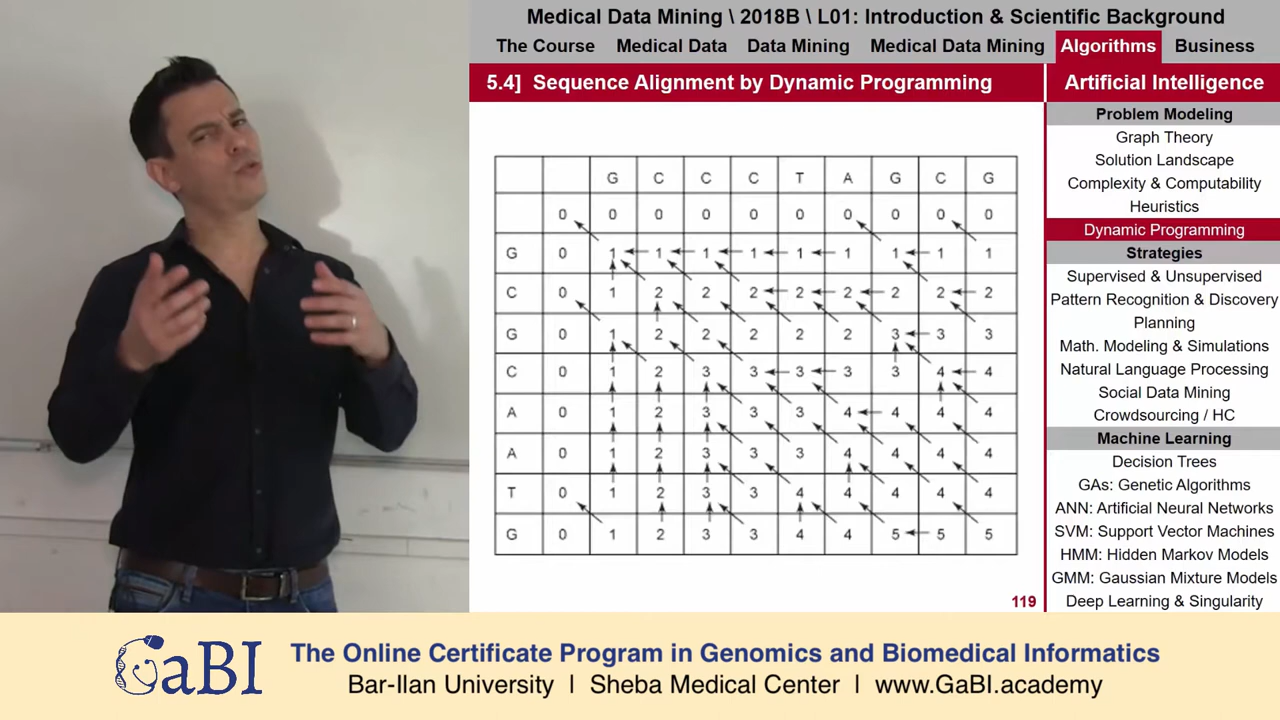 Medical Data Mining \ 2018B \ L01: Introduction & Scientific Background
The Course Medical Data Data Mining Medical Data Mining Algorithms Business
5.4] Sequence Alignment by Dynamic Programming
Artificial Intelligence
G C C C T A G C G
0 0 0 0 0 0 0 0 0 0
G 0 1 1 1 1 1 1 1 1 1
C 0 1 2 2 2 2 2 2 2 2
G 0 1 2 2 2 2 2 3 3 3
C 0 1 2 3 3 3 3 3 4 4
A 0 1 2 3 3 3 4 4 4 4
A 0 1 2 3 3 3 4 4 4 4
T 0 1 2 3 3 4 4 4 4 4
G 0 1 2 3 3 4 4 5 5 5
119
Problem Modeling
Graph Theory
Solution Landscape
Complexity & Computability
Heuristics
Dynamic Programming
Strategies
Supervised & Unsupervised
Pattern Recognition & Discovery
Planning
Math. Modeling & Simulations
Natural Language Processing
Social Data Mining
Crowdsourcing / HC
Machine Learning
Decision Trees
GAs: Genetic Algorithms
ANN: Artificial Neural Networks
SVM: Support Vector Machines
HMM: Hidden Markov Models
GMM: Gaussian Mixture Models
Deep Learning & Singularity
GaBI
The Online Certificate Program in Genomics and Biomedical Informatics
Bar-Ilan University | Sheba Medical Center | www.GaBI.academy